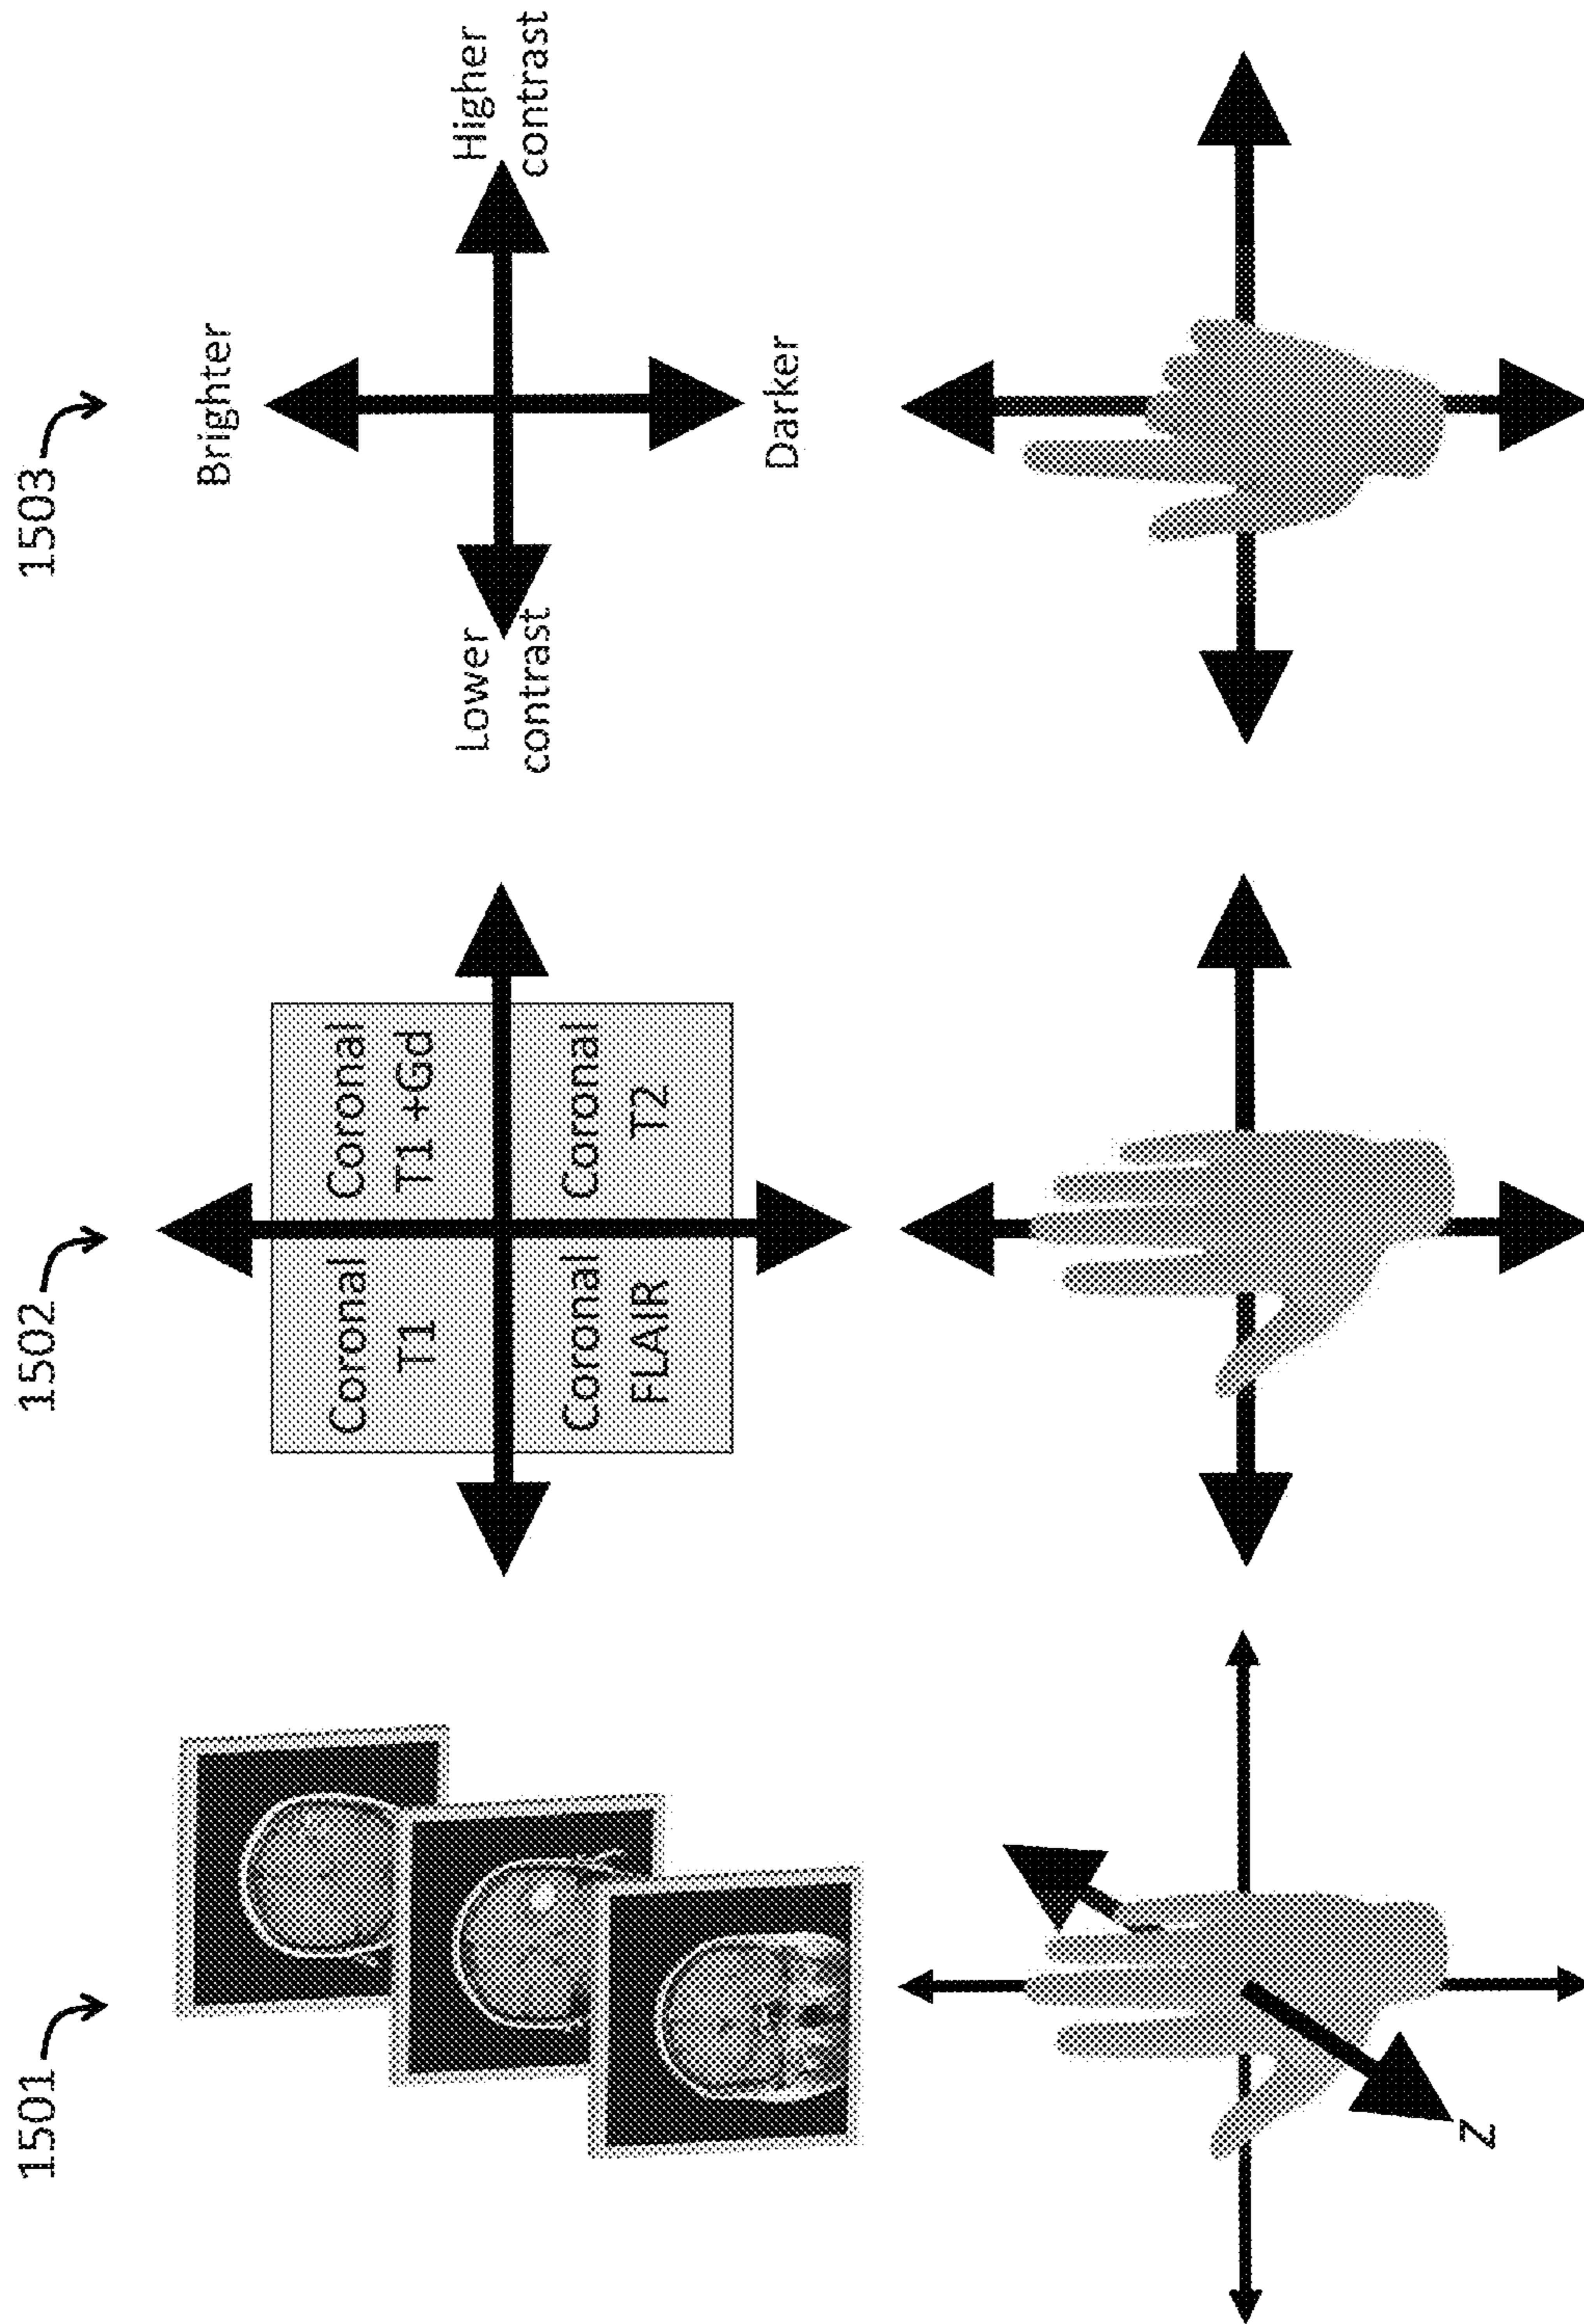 1501
1502
1503
Coronal
T1
Coronal
T1 +Gd
Coronal
FLAIR
Coronal
T2
Brighter
Lower
contrast
Higher
contrast
Darker
Z